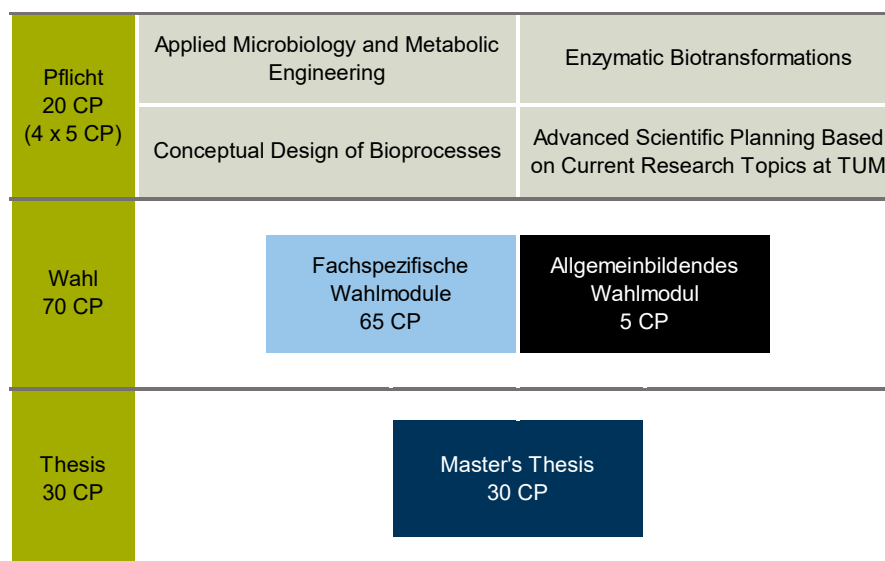 Pflicht
20 CP
(4 x 5 CP)
Applied Microbiology and Metabolic
Engineering
Enzymatic Biotransformations
Conceptual Design of Bioprocesses
Advanced Scientific Planning Based
on Current Research Topics at TUM
Wahl
70 CP
Fachspezifische
Wahlmodule
65 CP
Allgemeinbildendes
Wahlmodul
5 CP
Thesis
30 CP
Master's Thesis
30 CP